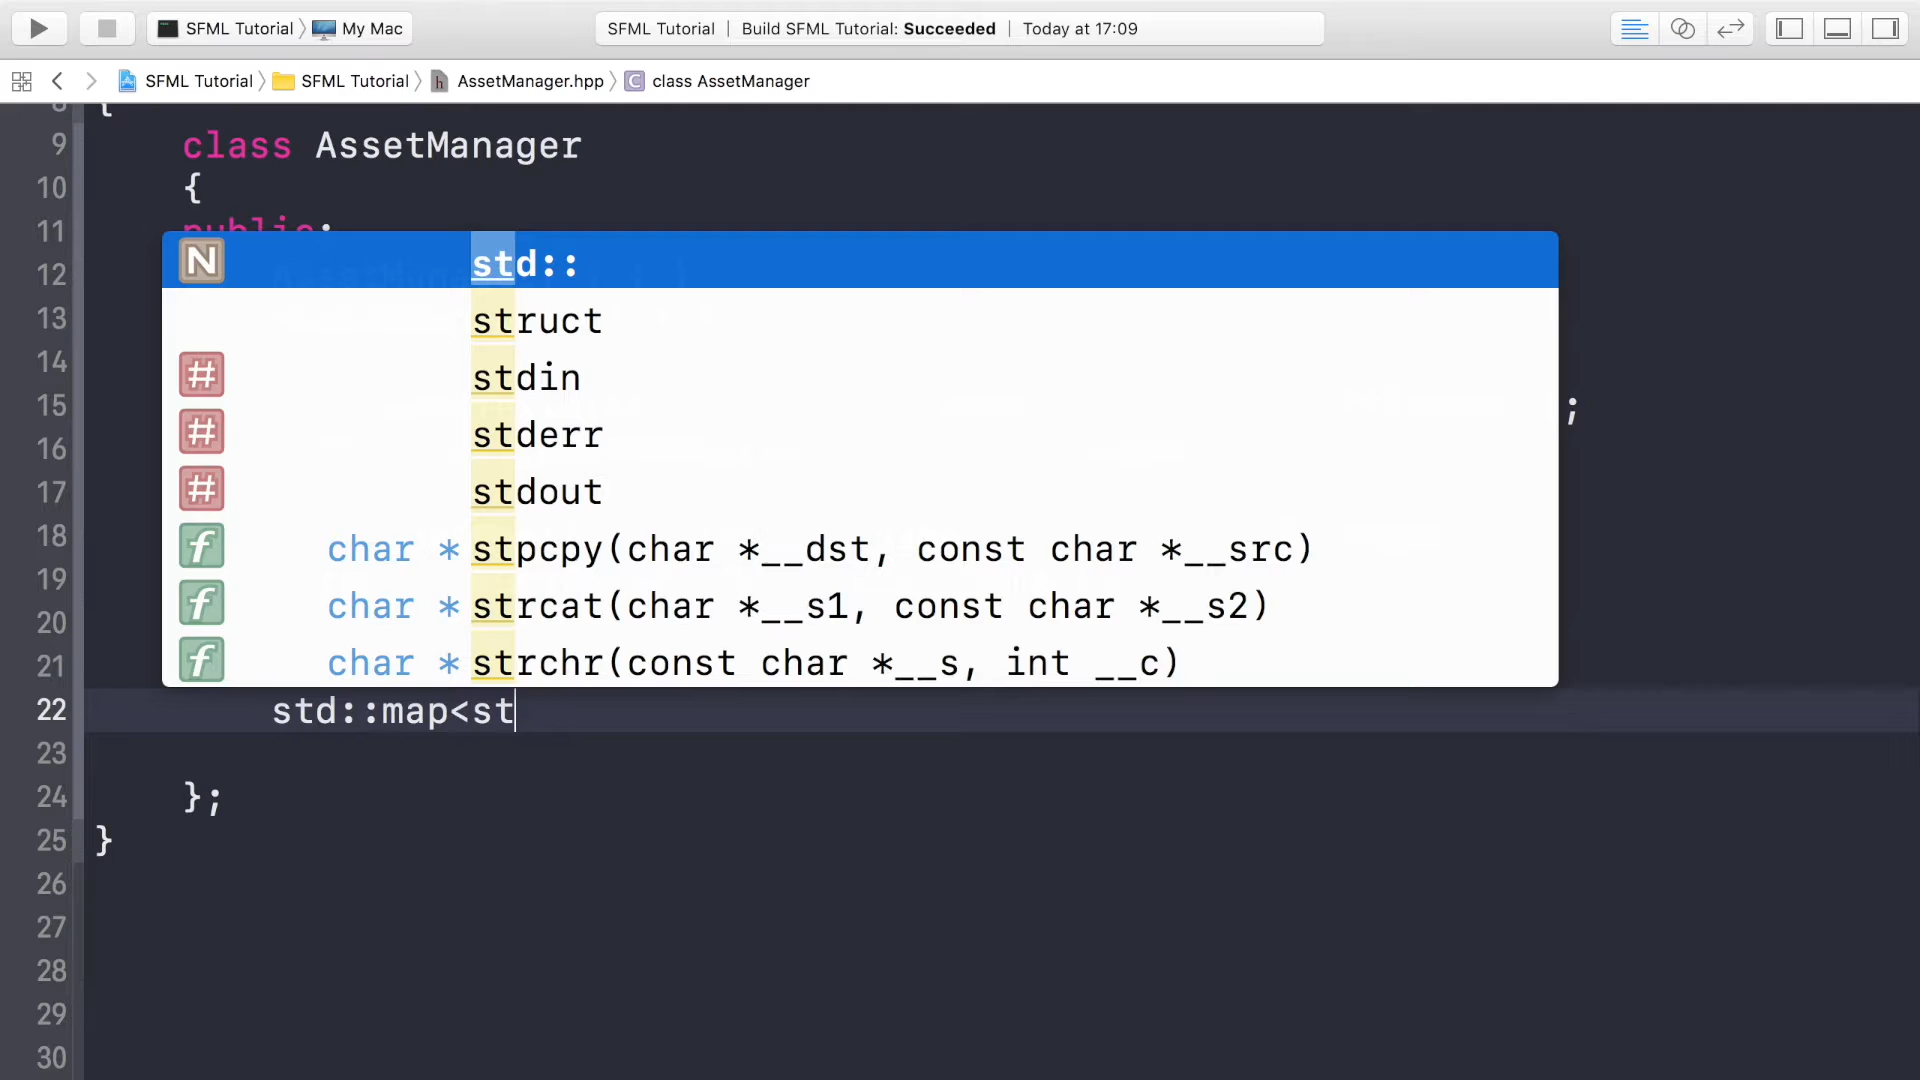 SFML Tutorial My Mac SFML Tutorial | Build SFML Tutorial: Succeeded | Today at 17:09
SFML Tutorial SFML Tutorial h AssetManager.hpp C class AssetManager
8 {
9 class AssetManager
10 {
11 public:
N std::
12
struct
13
# stdin
14
15 ;
# stderr
16
17 # stdout
18 f char * stpcpy(char *__dst, const char *__src)
19
f char * strcat(char *__s1, const char *__s2)
20
21 f char * strchr(const char *__s, int __c)
22 std::map<st
23
24 };
25 }
26
27
28
29
30